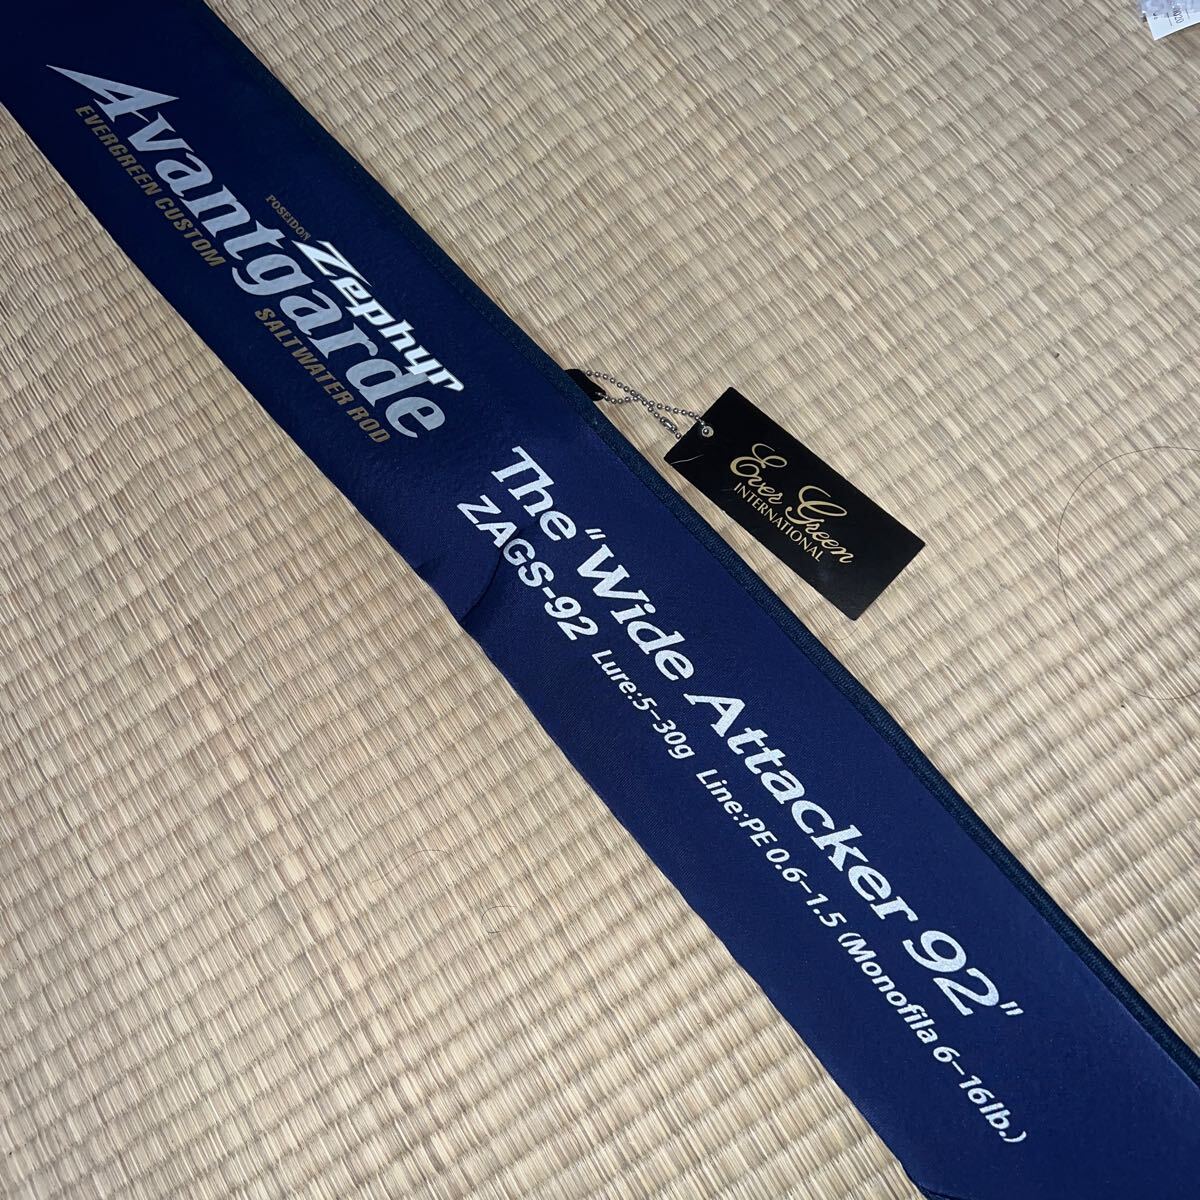 Avantgarde
EVERGREEN CUSTOM
POSEIDON
Zephyr
SALTWATER ROD
The "Wide Attacker 92"
ZAGS-92 Lure:5-30g Line:PE 0.6-1.5 (Monofila 6-16lb.)
Ever Green
INTERNATIONAL